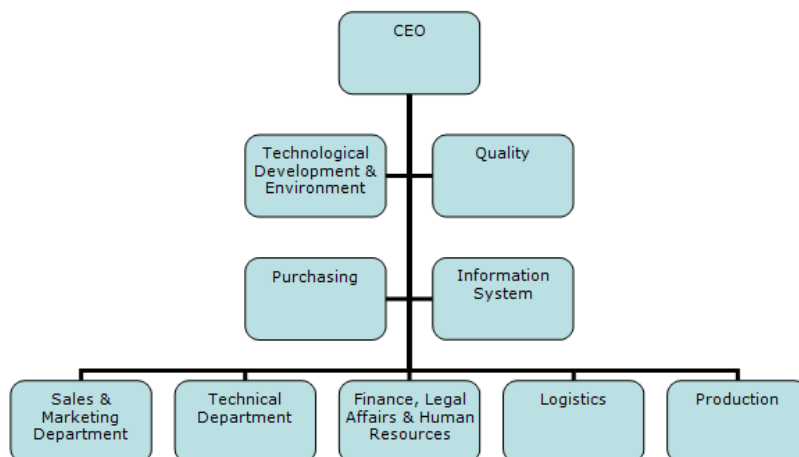 CEO
Technological
Development &
Environment
Quality
Purchasing
Information
System
Sales &
Marketing
Department
Technical
Department
Finance, Legal
Affairs & Human
Resources
Logistics
Production